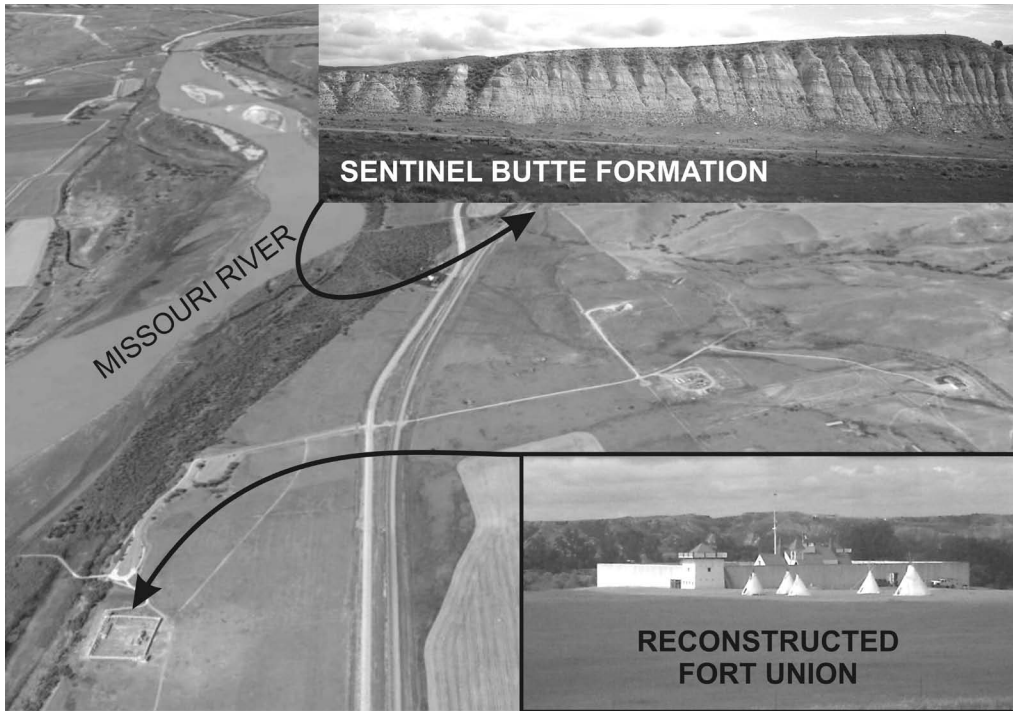 SENTINEL BUTTE FORMATION
MISSOURI RIVER
RECONSTRUCTED
FORT UNION